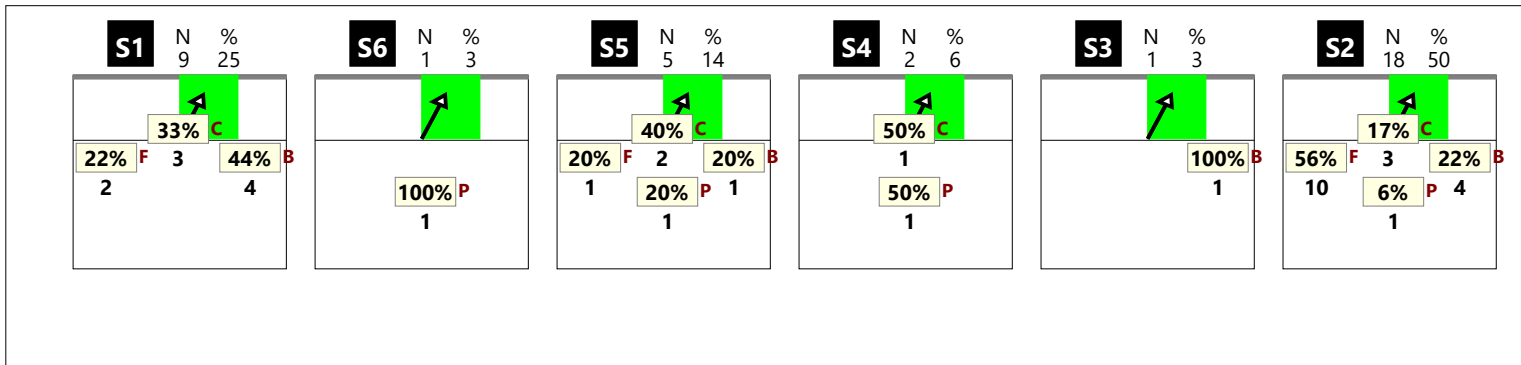 S1 N % S6 N % S5 N % S4 N % S3 N % S2 N %
9 25 1 3 5 14 2 6 1 3 18 50
33% C 40% C 50% C 17% C
22% F 3 44% B 20% F 2 20% B 1 100% B 56% F 3 22% B
2 4 1 1 1 10 4
100% P 20% P 50% P 6% P
1 1 1 1